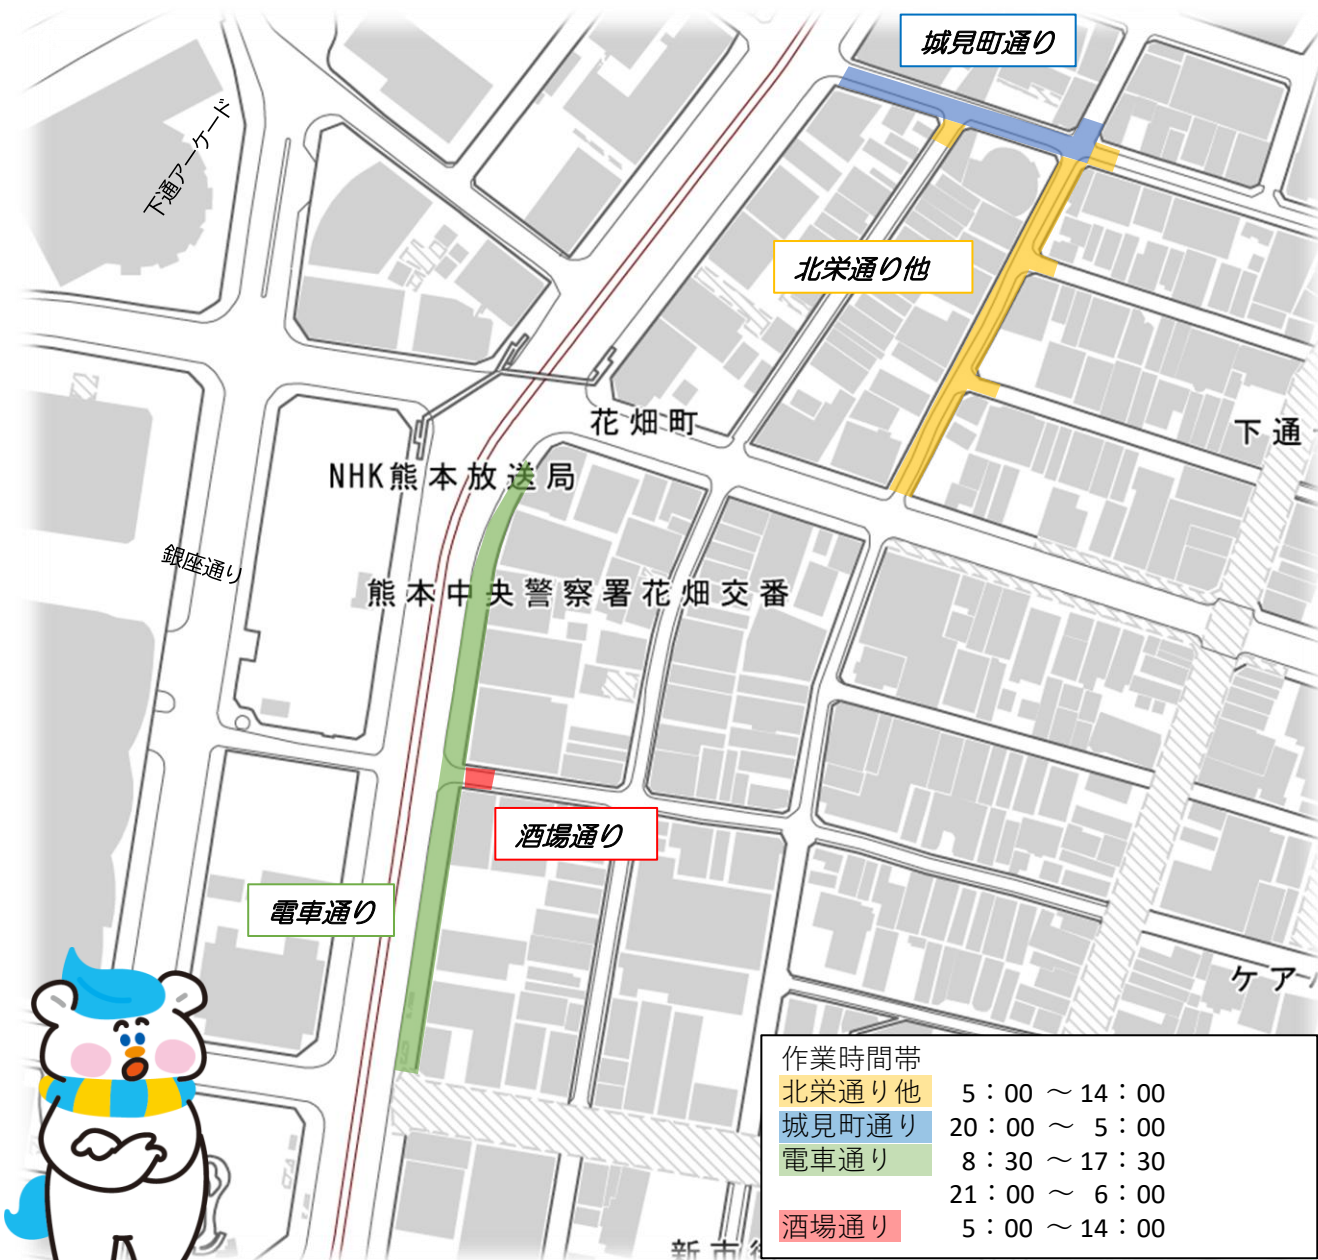 城見町通り
下通アーケード
北栄通り他
花畑町
下通
NHK熊本放送局
銀座通り
熊本中央警察署花畑交番
酒場通り
電車通り
ケア
作業時間帯
北栄通り他 5：00 ～ 14：00
城見町通り 20：00 ～ 5：00
電車通り 8：30 ～ 17：30
21：00 ～ 6：00
酒場通り 5：00 ～ 14：00
新市街